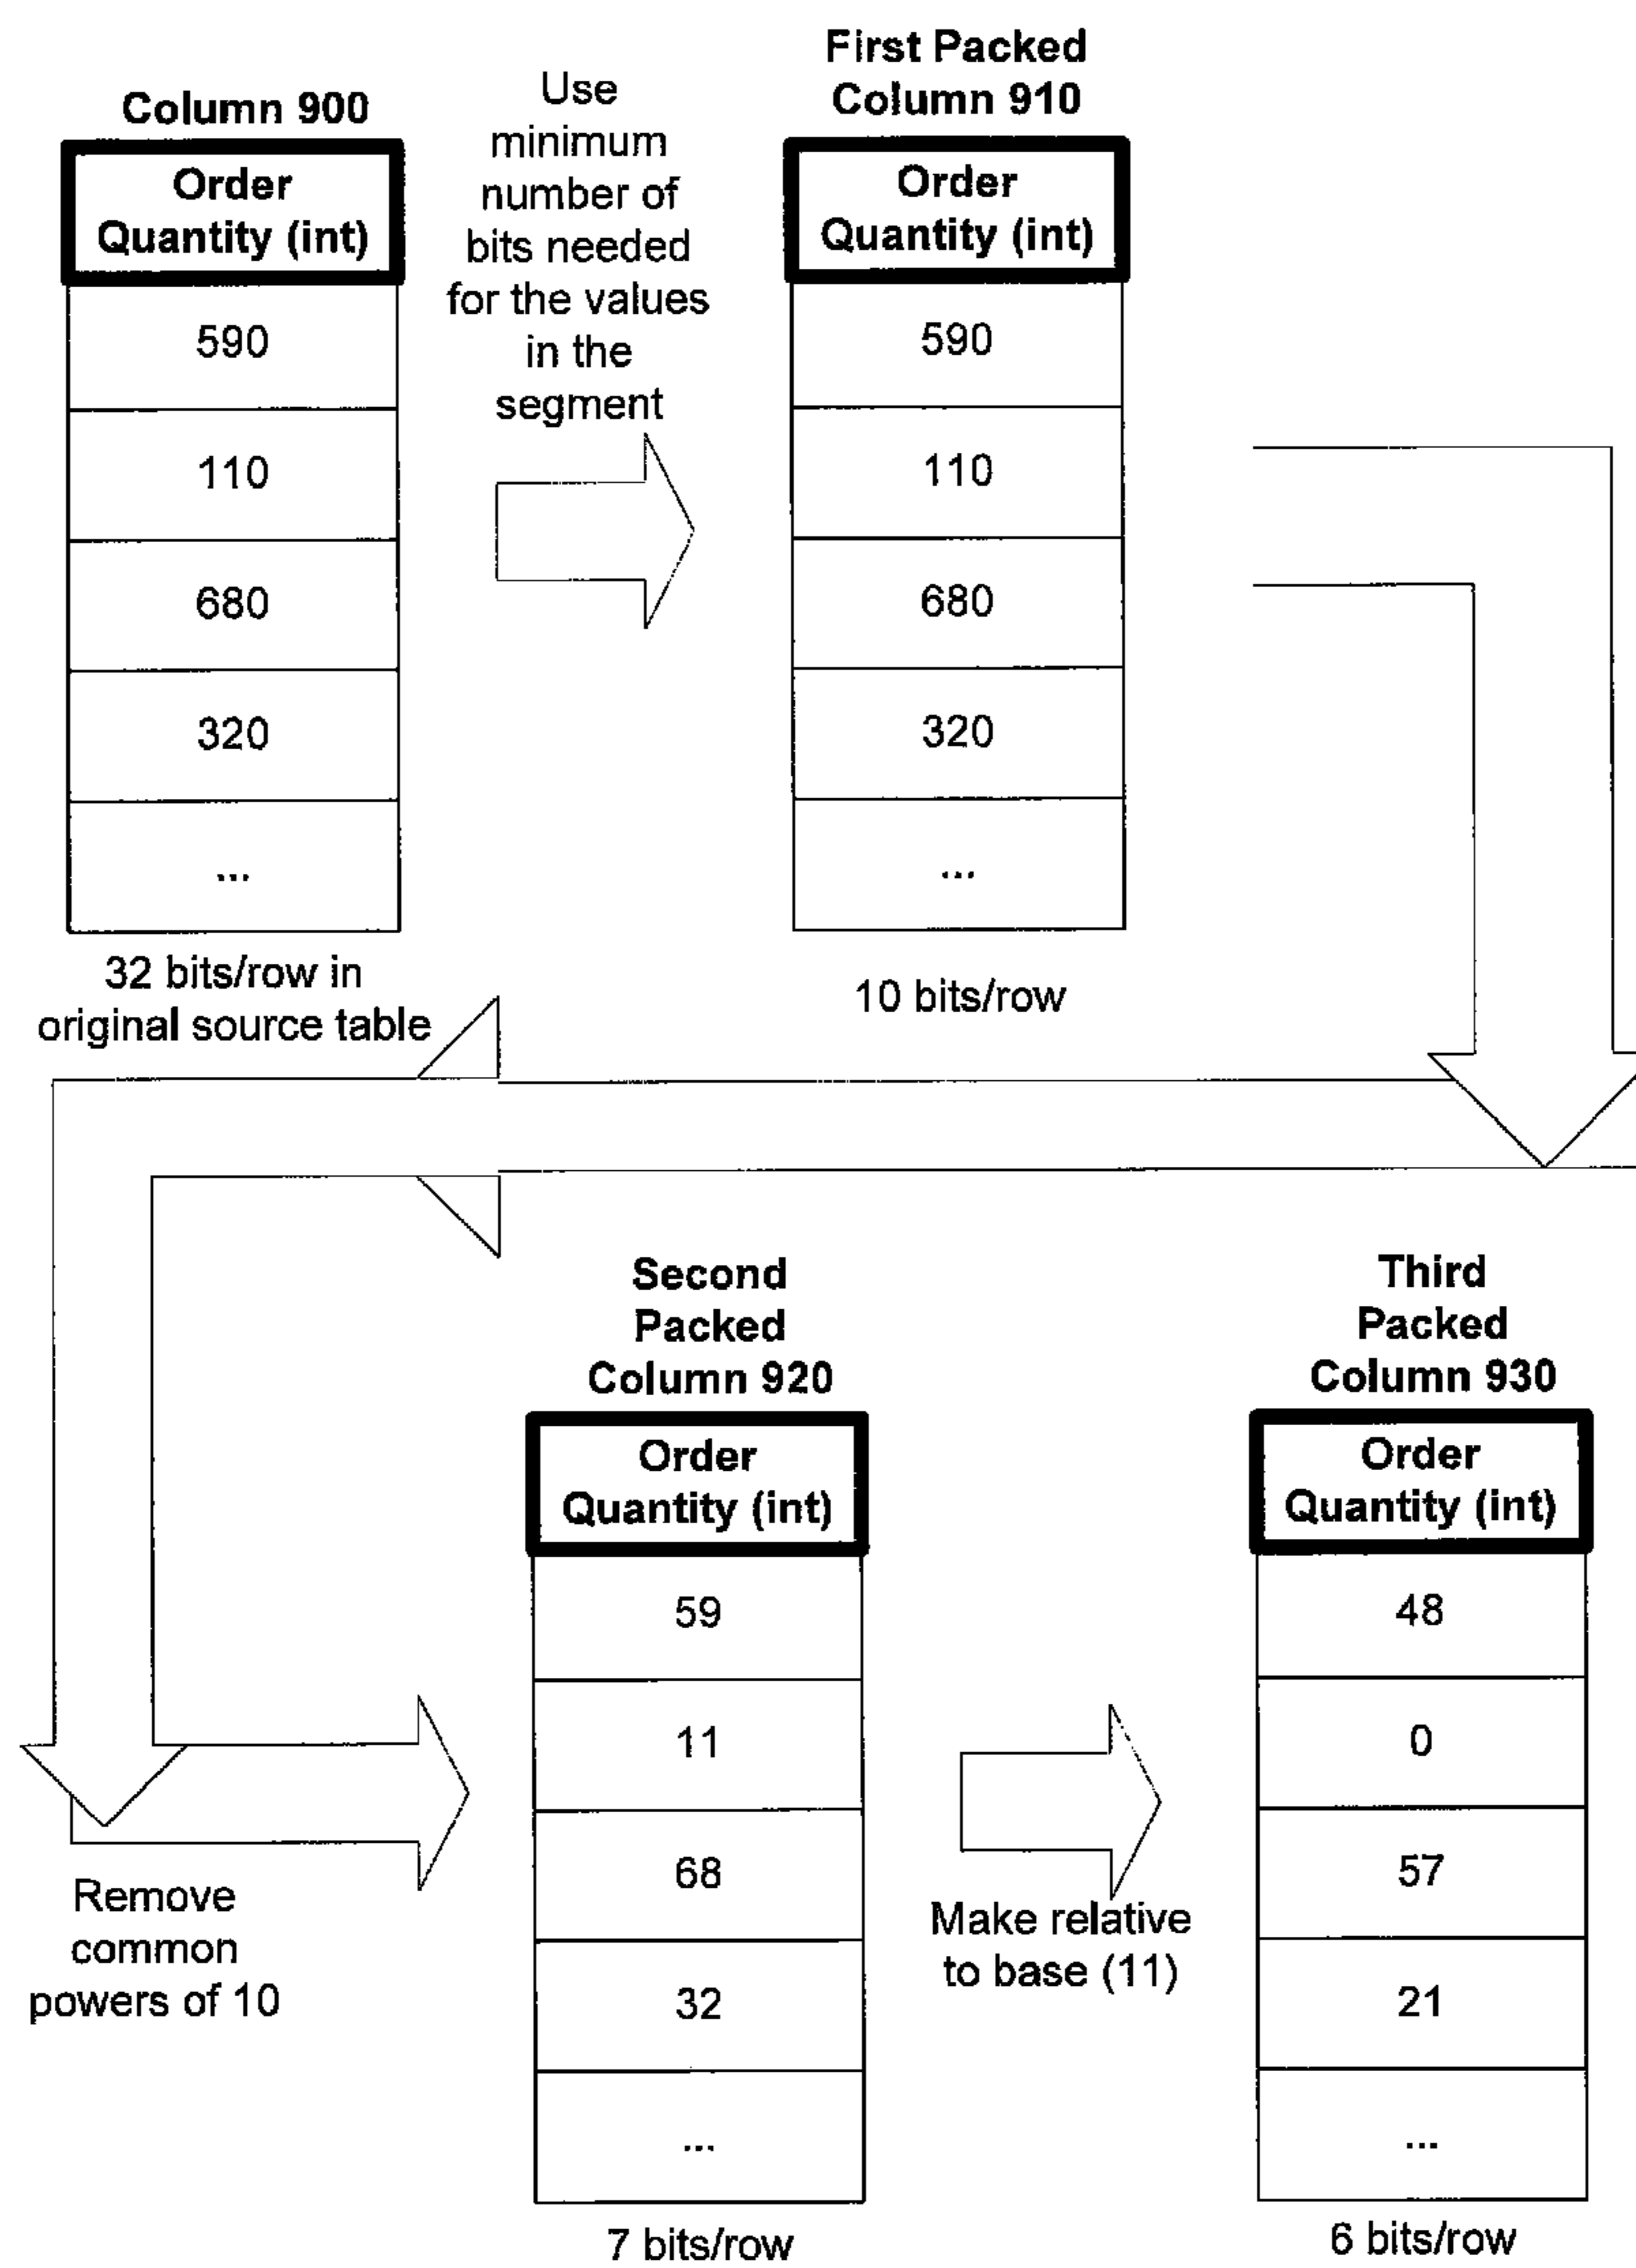 Column 900
Order
Quantity (int)
590
110
680
320
...
32 bits/row in
original source table
Use
minimum
number of
bits needed
for the values
in the
segment
First Packed
Column 910
Order
Quantity (int)
590
110
680
320
...
10 bits/row
Remove
common
powers of 10
Second
Packed
Column 920
Order
Quantity (int)
59
11
68
32
...
7 bits/row
Make relative
to base (11)
Third
Packed
Column 930
Order
Quantity (int)
48
0
57
21
...
6 bits/row